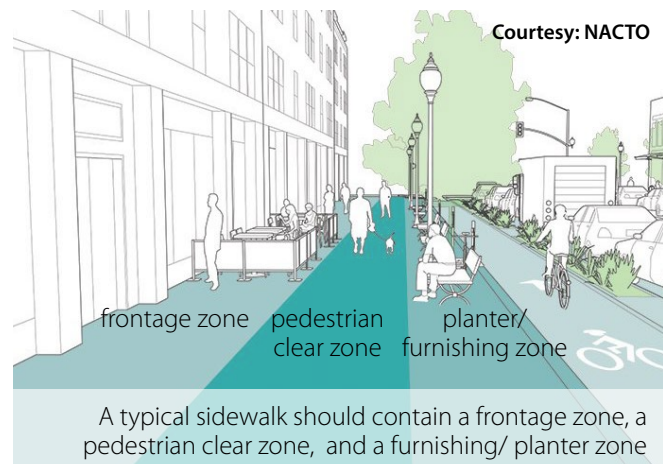 Courtesy: NACTO
frontage zone
pedestrian
clear zone
planter/
furnishing zone
A typical sidewalk should contain a frontage zone, a
pedestrian clear zone, and a furnishing/ planter zone